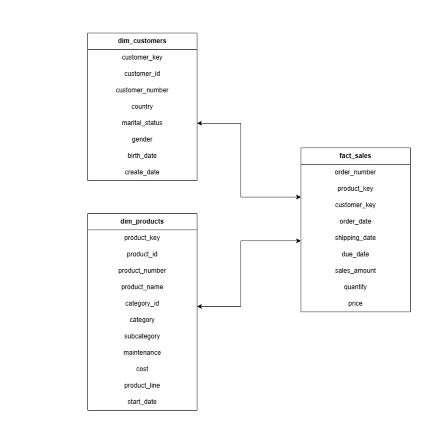 dim_customers
customer_key
customer_id
customer_number
country
marital_status
gender
birth_date
create_date
dim_products
product_key
product_id
product_number
product_name
category_id
category
subcategory
maintenance
cost
product_line
start_date
fact_sales
order_number
product_key
customer_key
order_date
shipping_date
due_date
sales_amount
quantity
price